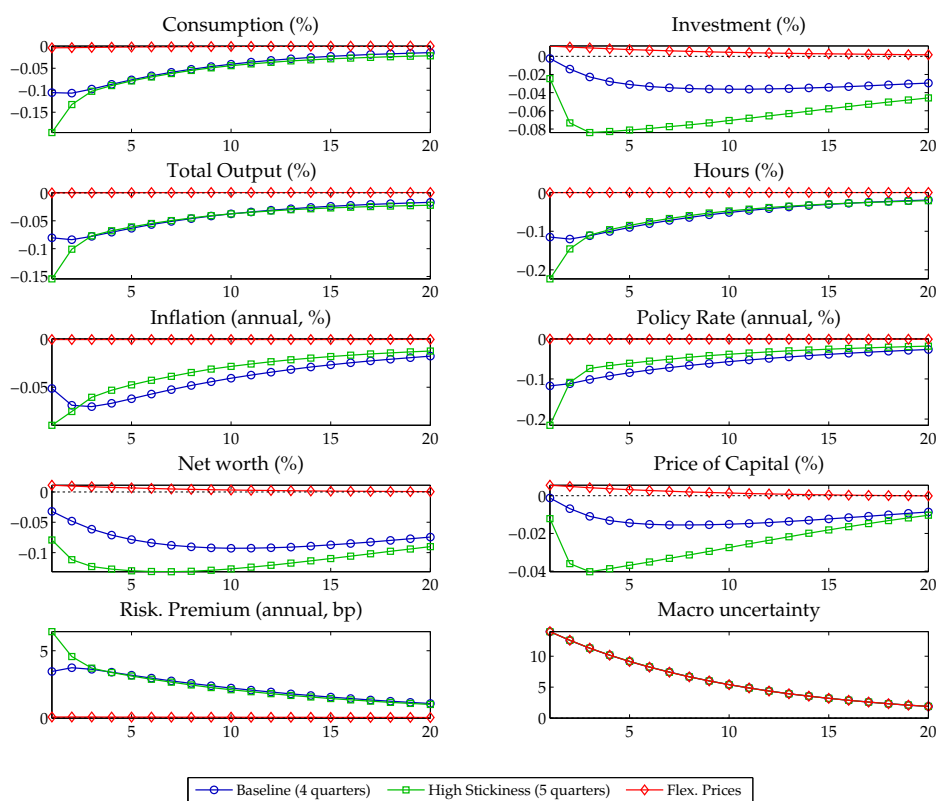 Consumption (%)
0
−0.05
−0.1
−0.15
5 10 15 20
Investment (%)
0.00
−0.02
−0.04
−0.06
−0.08
5 10 15 20
Total Output (%)
0
−0.05
−0.1
−0.15
5 10 15 20
Hours (%)
0
−0.1
−0.2
5 10 15 20
Inflation (annual, %)
0
−0.05
5 10 15 20
Policy Rate (annual, %)
0
−0.1
−0.2
5 10 15 20
Net worth (%)
0
−0.05
−0.1
5 10 15 20
Price of Capital (%)
0
−0.02
−0.04
5 10 15 20
Risk. Premium (annual, bp)
5
0
5 10 15 20
Macro uncertainty
10
5
0
5 10 15 20
Baseline (4 quarters) High Stickiness (5 quarters) Flex. Prices